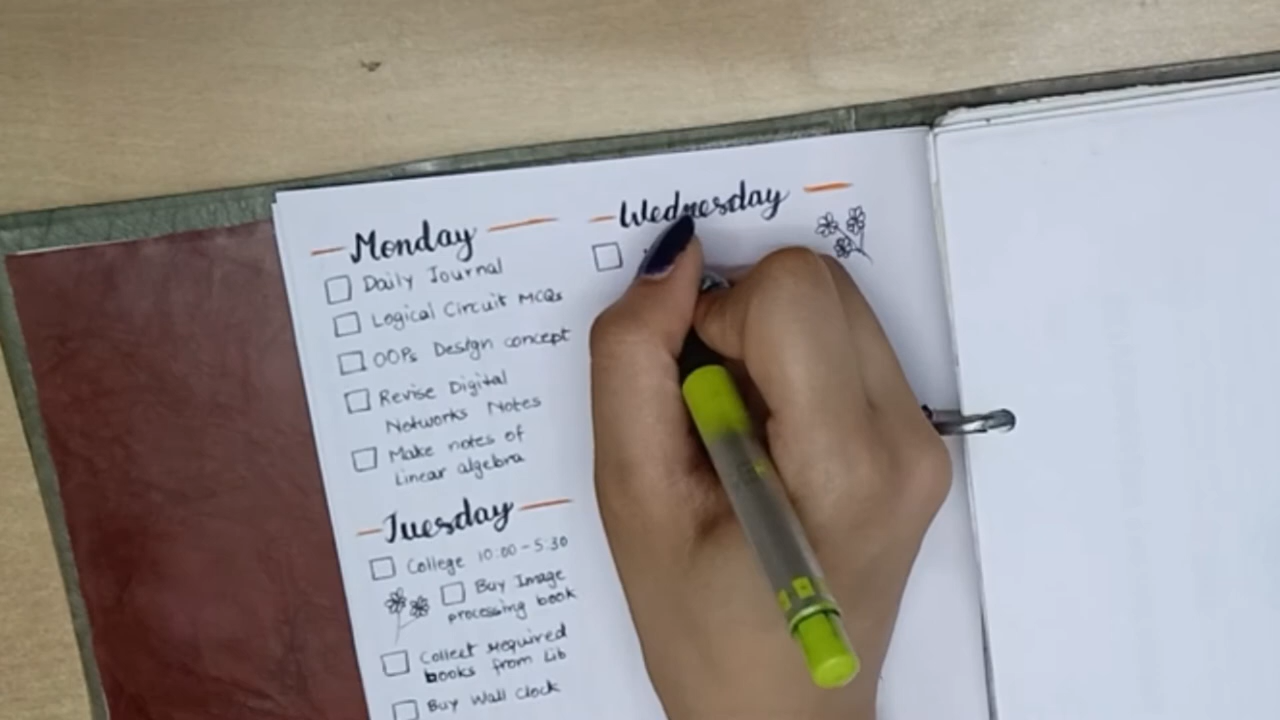 Monday
Daily Journal
Logical Circuit MCQs
OOPs Design concept
Revise Digital
Networks Notes
Make notes of
Linear algebra
Tuesday
College 10:00-5:30
Buy Image
processing book
Collect required
books from Lib
Buy Wall Clock
Wednesday